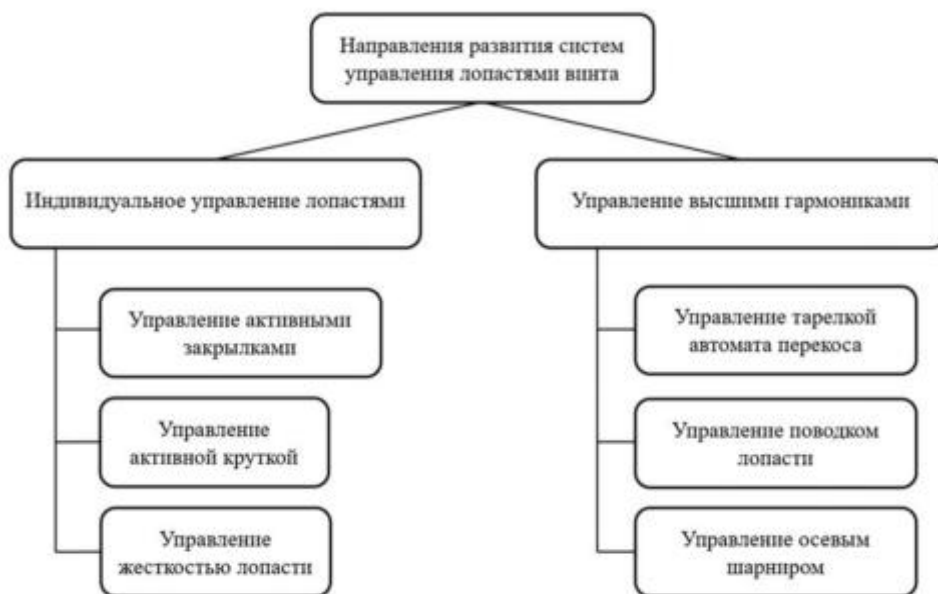 Направления развития систем
управления лопастями винта
Индивидуальное управление лопастями
Управление активными
закрылками
Управление
активной круткой
Управление
жесткостью лопасти
Управление высшими гармониками
Управление тарелкой
автомата перекоса
Управление поводком
лопасти
Управление осевым
шарниром